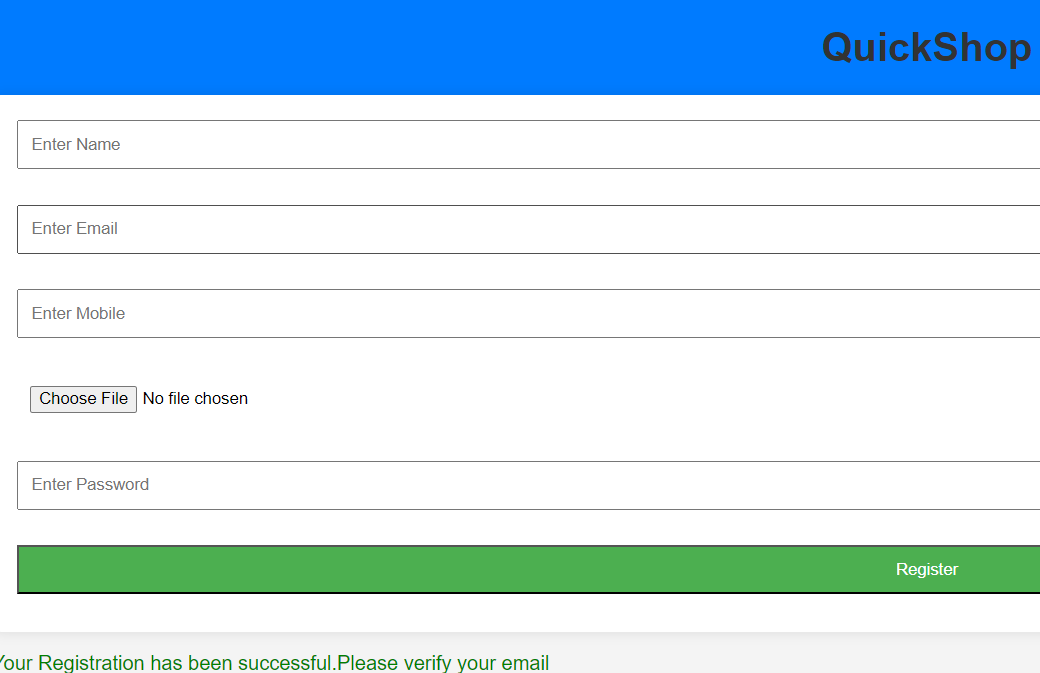 QuickShop
Enter Name
Enter Email
Enter Mobile
Choose File No file chosen
Enter Password
Register
Your Registration has been successful.Please verify your email